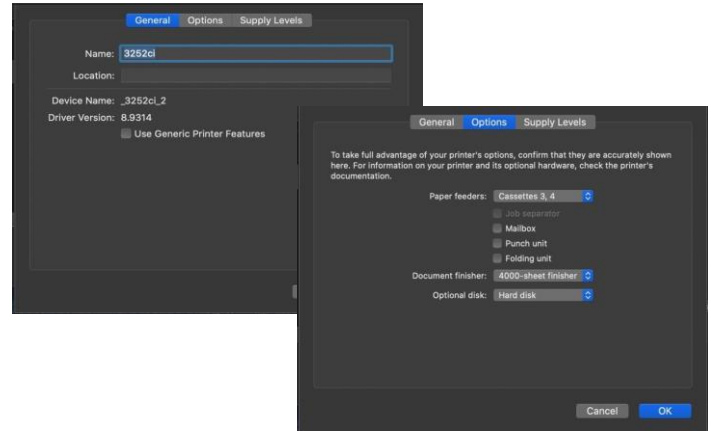 General Options Supply Levels
Name: 3252ci
Location:
Device Name: _3252ci_2
Driver Version: 8.9314
Use Generic Printer Features
General Options Supply Levels
To take full advantage of your printer's options, confirm that they are accurately shown
here. For information on your printer and its optional hardware, check the printer's
documentation.
Paper feeders: Cassettes 3, 4
Job separator
Mailbox
Punch unit
Folding unit
Document finisher: 4000-sheet finisher
Optional disk: Hard disk
Cancel OK